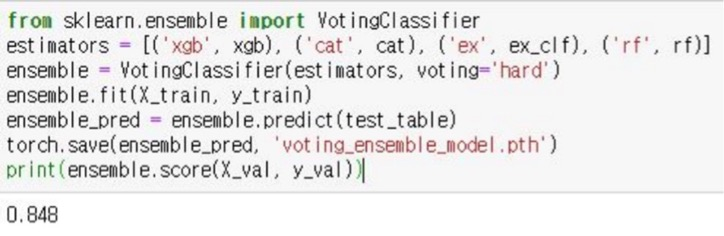 from sklearn.ensemble import VotingClassifier
estimators = [('xgb', xgb), ('cat', cat), ('ex', ex_clf), ('rf', rf)]
ensemble = VotingClassifier(estimators, voting='hard')
ensemble.fit(X_train, y_train)
ensemble_pred = ensemble.predict(test_table)
torch.save(ensemble_pred, 'voting_ensemble_model.pth')
print(ensemble.score(X_val, y_val))
0.848